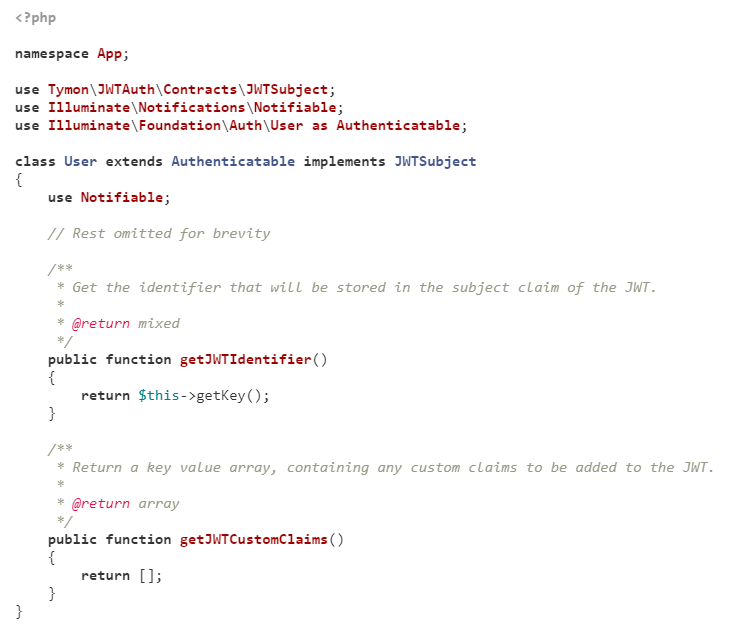 <?php
namespace App;
use Tymon\JWTAuth\Contracts\JWTSubject;
use Illuminate\Notifications\Notifiable;
use Illuminate\Foundation\Auth\User as Authenticatable;
class User extends Authenticatable implements JWTSubject
{
    use Notifiable;
    // Rest omitted for brevity
    /**
     * Get the identifier that will be stored in the subject claim of the JWT.
     *
     * @return mixed
     */
    public function getJWTIdentifier()
    {
        return $this->getKey();
    }
    /**
     * Return a key value array, containing any custom claims to be added to the JWT.
     *
     * @return array
     */
    public function getJWTCustomClaims()
    {
        return [];
    }
}